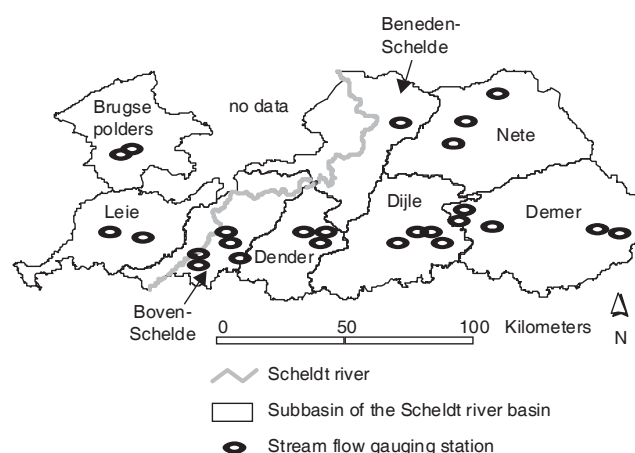 Beneden-
Schelde
Brugse
polders
no data
Nete
Leie
Dijle
Demer
Dender
Boven-
Schelde
0
50
100
Kilometers
N
Scheldt river
Subbasin of the Scheldt river basin
Stream flow gauging station